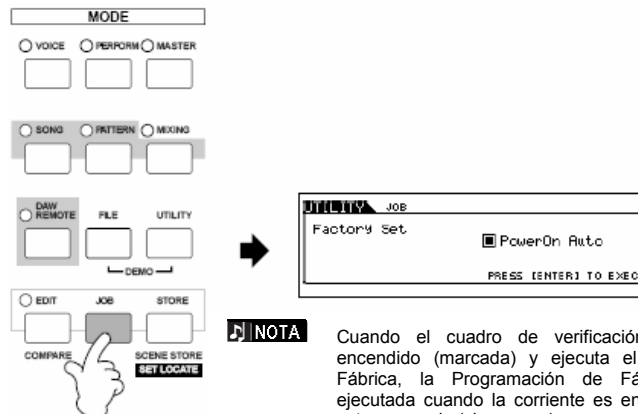 MODE
VOICE PERFORM MASTER
SONG PATTERN MIXING
DAW REMOTE FILE UTILITY
DEMO
EDIT JOB STORE
COMPARE SCENE STORE
SET LOCATE
UTILITY JOB
Factory Set
PowerOn Auto
PRESS [ENTER] TO EXEC
NOTA
Cuando el cuadro de verificación
encendido (marcada) y ejecuta el
Fábrica, la Programación de Fá
ejecutada cuando la corriente es en